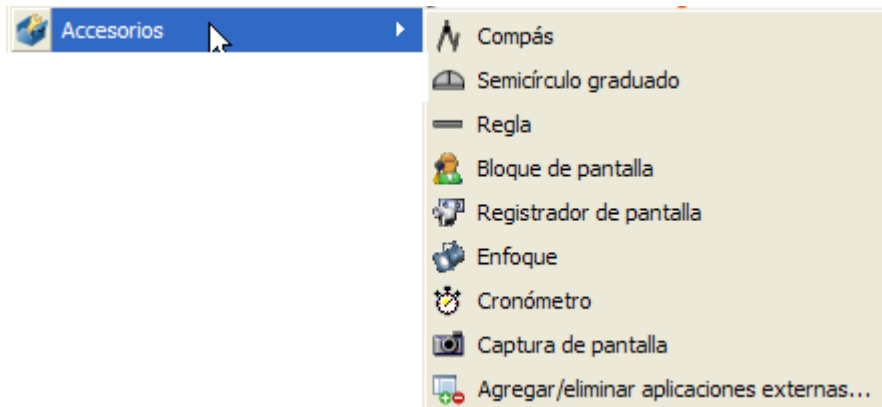 Accesorios
Compás
Semicírculo graduado
Regla
Bloque de pantalla
Registrador de pantalla
Enfoque
Cronómetro
Captura de pantalla
Agregar/eliminar aplicaciones externas...